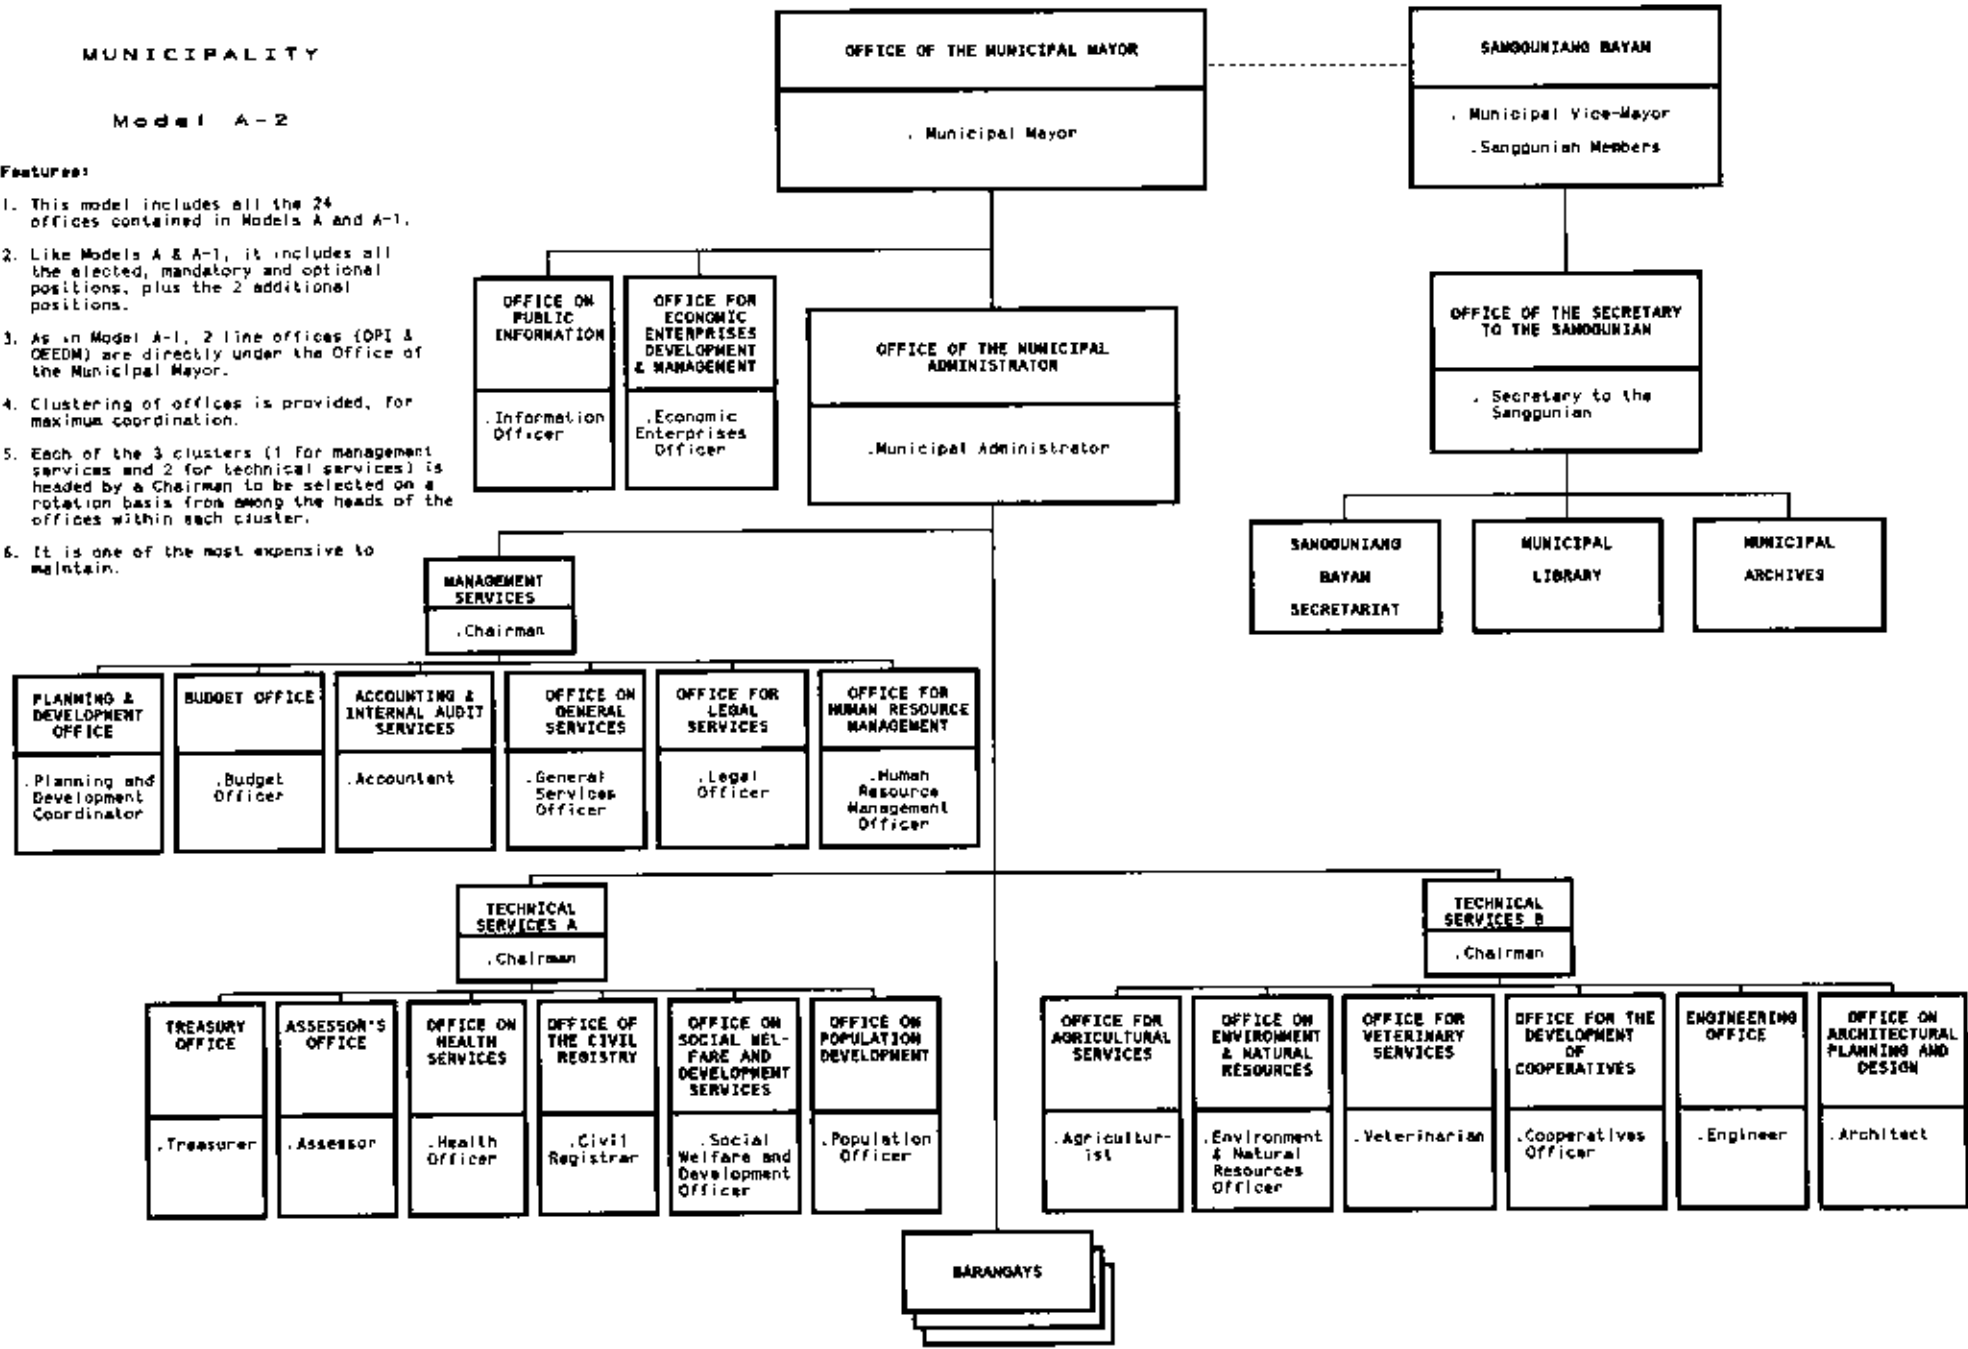 MUNICIPALITY
Model A-2
Features:
1. This model includes all the 24
offices contained in Models A and A-1.
2. Like Models A & A-1, it includes all
the elected, mandatory and optional
positions, plus the 2 additional
positions.
3. As in Model A-1, 2 line offices (OPI &
OEEDM) are directly under the Office of
the Municipal Mayor.
4. Clustering of offices is provided, for
maximum coordination.
5. Each of the 3 clusters (1 for management
services and 2 for technical services) is
headed by a Chairman to be selected on a
rotation basis from among the heads of the
offices within each cluster.
6. It is one of the most expensive to
maintain.
OFFICE OF THE MUNICIPAL MAYOR
. Municipal Mayor
SANGGUNIANG BAYAN
. Municipal Vice-Mayor
.Sanggunian Members
OFFICE ON
PUBLIC
INFORMATION
.Information
Officer
OFFICE FOR
ECONOMIC
ENTERPRISES
DEVELOPMENT
& MANAGEMENT
.Economic
Enterprises
Officer
OFFICE OF THE MUNICIPAL
ADMINISTRATOR
.Municipal Administrator
OFFICE OF THE SECRETARY
TO THE SANGGUNIAN
. Secretary to the
Sanggunian
SANGGUNIANG
BAYAN
SECRETARIAT
MUNICIPAL
LIBRARY
MUNICIPAL
ARCHIVES
MANAGEMENT
SERVICES
.Chairman
PLANNING &
DEVELOPMENT
OFFICE
.Planning and
Development
Coordinator
BUDGET OFFICE
.Budget
Officer
ACCOUNTING &
INTERNAL AUDIT
SERVICES
.Accountant
OFFICE ON
GENERAL
SERVICES
.General
Services
Officer
OFFICE FOR
LEGAL
SERVICES
.Legal
Officer
OFFICE FOR
HUMAN RESOURCE
MANAGEMENT
.Human
Resource
Management
Officer
TECHNICAL
SERVICES A
.Chairman
TECHNICAL
SERVICES B
.Chairman
TREASURY
OFFICE
.Treasurer
ASSESSOR'S
OFFICE
.Assessor
OFFICE ON
HEALTH
SERVICES
.Health
Officer
OFFICE OF
THE CIVIL
REGISTRY
.Civil
Registrar
OFFICE ON
SOCIAL WEL-
FARE AND
DEVELOPMENT
SERVICES
.Social
Welfare and
Development
Officer
OFFICE ON
POPULATION
DEVELOPMENT
.Population
Officer
OFFICE FOR
AGRICULTURAL
SERVICES
.Agricultur-
ist
OFFICE ON
ENVIRONMENT
& NATURAL
RESOURCES
.Environment
& Natural
Resources
Officer
OFFICE FOR
VETERINARY
SERVICES
.Veterinarian
OFFICE FOR THE
DEVELOPMENT
OF
COOPERATIVES
.Cooperatives
Officer
ENGINEERING
OFFICE
.Engineer
OFFICE ON
ARCHITECTURAL
PLANNING AND
DESIGN
.Architect
BARANGAYS